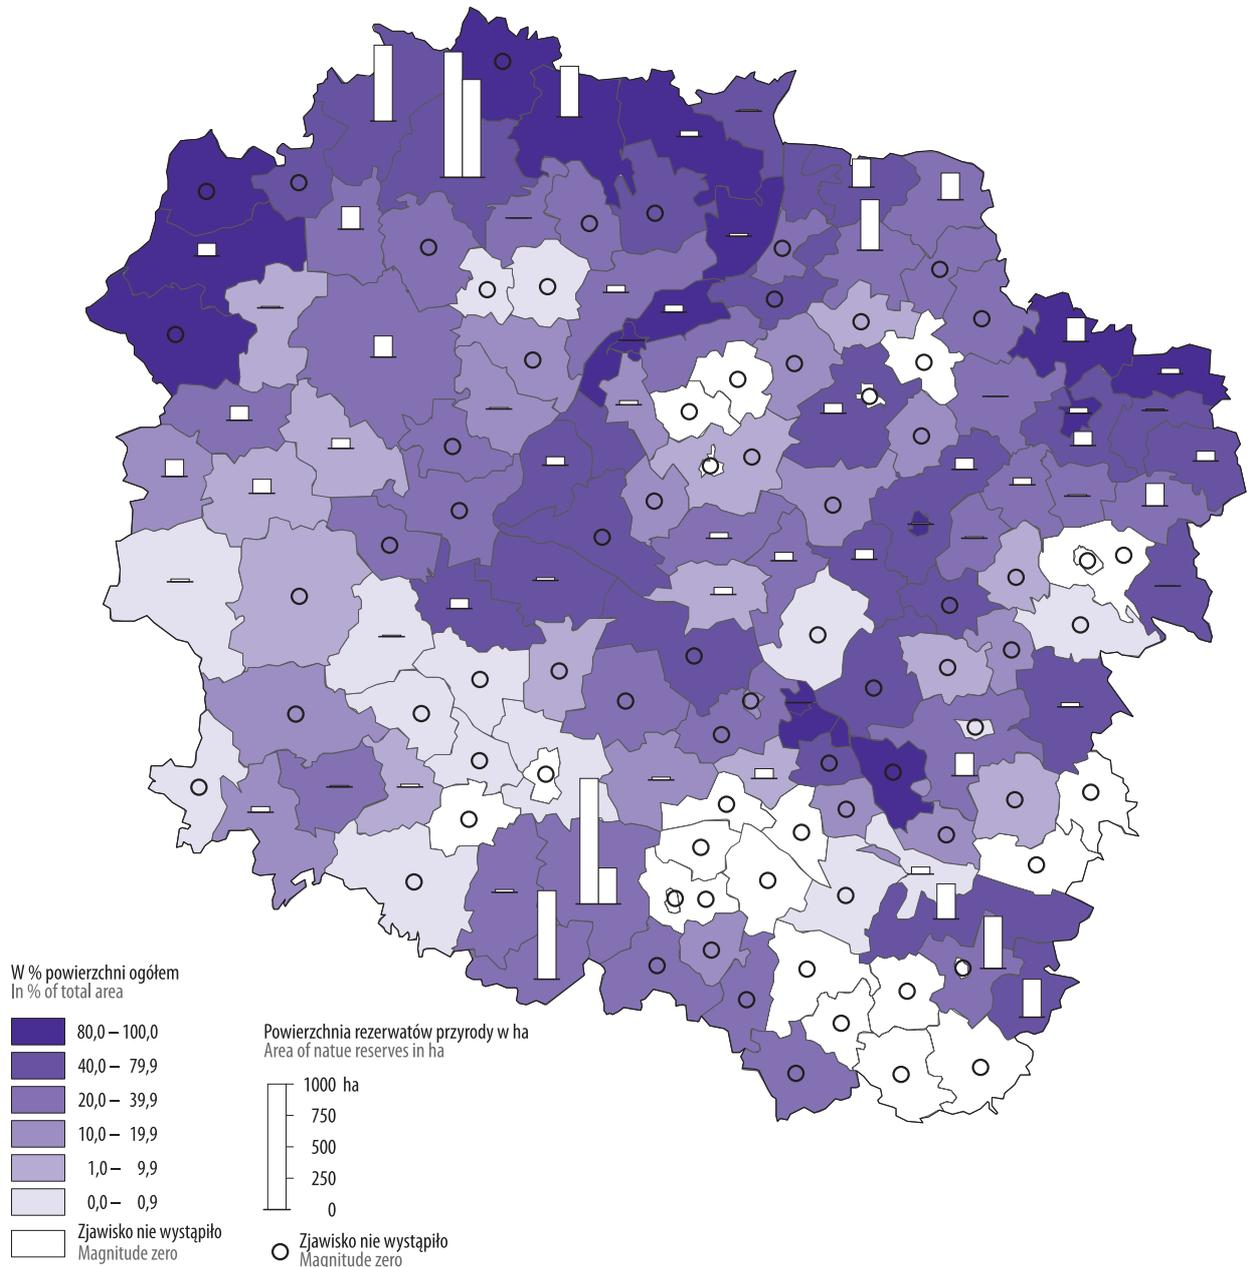 W % powierzchni ogółem
In % of total area
80,0 – 100,0
40,0 – 79,9
20,0 – 39,9
10,0 – 19,9
1,0 – 9,9
0,0 – 0,9
Zjawisko nie wystąpiło
Magnitude zero
Powierzchnia rezerwatów przyrody w ha
Area of natue reserves in ha
1000 ha
750
500
250
0
Zjawisko nie wystąpiło
Magnitude zero